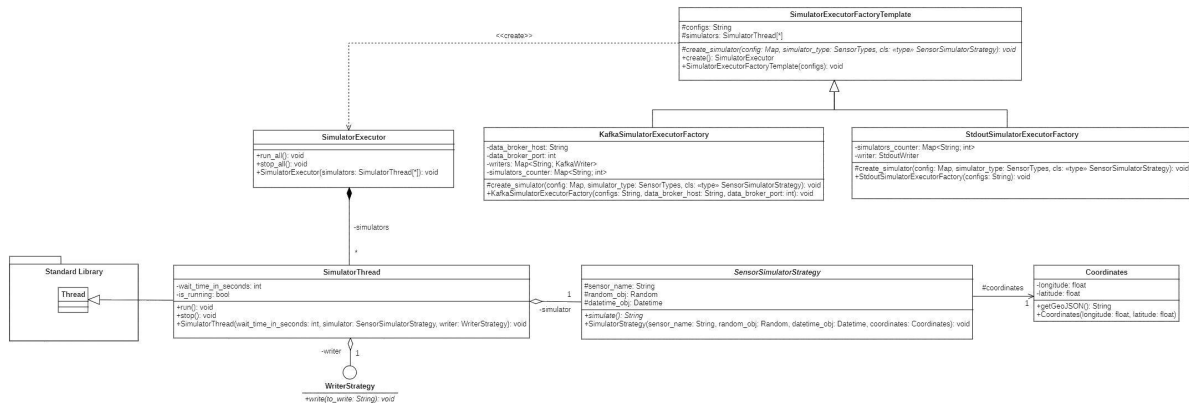 SimulatorExecutorFactoryTemplate
#configs: String
#simulators: SimulatorThread[*]
#create_simulator(config: Map, simulator_type: SensorTypes, cls: «type» SensorSimulatorStrategy): void
+create(): SimulatorExecutor
+SimulatorExecutorFactoryTemplate(configs): void
<<create>>
SimulatorExecutor
+run_all(): void
+stop_all(): void
+SimulatorExecutor(simulators: SimulatorThread[*]): void
KafkaSimulatorExecutorFactory
-data_broker_host: String
-data_broker_port: int
-writers: Map<String; KafkaWriter>
-simulators_counter: Map<String; int>
#create_simulator(config: Map, simulator_type: SensorTypes, cls: «type» SensorSimulatorStrategy): void
+KafkaSimulatorExecutorFactory(configs: String, data_broker_host: String, data_broker_port: int): void
StdoutSimulatorExecutorFactory
-simulators_counter: Map<String; int>
-writer: StdoutWriter
#create_simulator(config: Map, simulator_type: SensorTypes, cls: «type» SensorSimulatorStrategy): void
+StdoutSimulatorExecutorFactory(configs: String): void
-simulators
*
Standard Library
Thread
SimulatorThread
-wait_time_in_seconds: int
-is_running: bool
+run(): void
+stop(): void
+SimulatorThread(wait_time_in_seconds: int, simulator: SensorSimulatorStrategy, writer: WriterStrategy): void
1
-simulator
SensorSimulatorStrategy
#sensor_name: String
#random_obj: Random
#datetime_obj: Datetime
+simulate(): String
+SimulatorStrategy(sensor_name: String, random_obj: Random, datetime_obj: Datetime, coordinates: Coordinates): void
#coordinates
1
Coordinates
-longitude: float
-latitude: float
+getGeoJSON(): String
+Coordinates(longitude: float, latitude: float)
-writer
1
WriterStrategy
+write(to_write: String): void